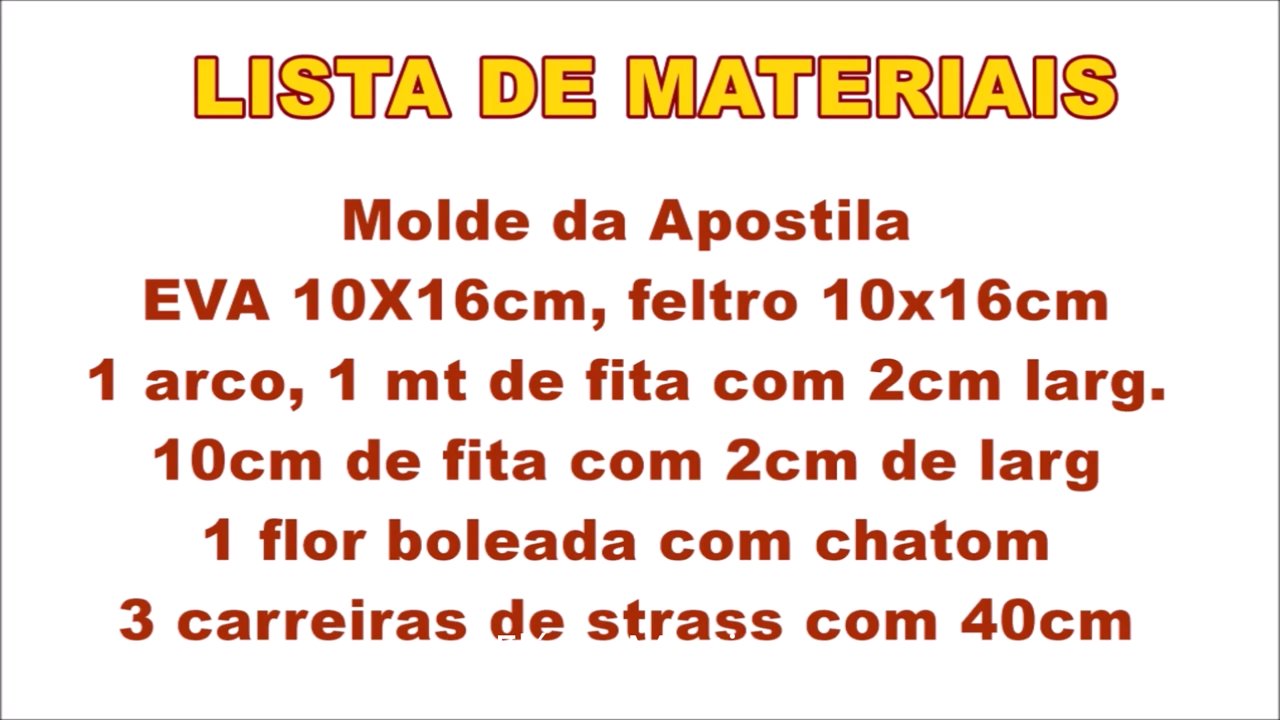 LISTA DE MATERIAIS
Molde da Apostila
EVA 10X16cm, feltro 10x16cm
1 arco, 1 mt de fita com 2cm larg.
10cm de fita com 2cm de larg
1 flor boleada com chatom
3 carreiras de strass com 40cm